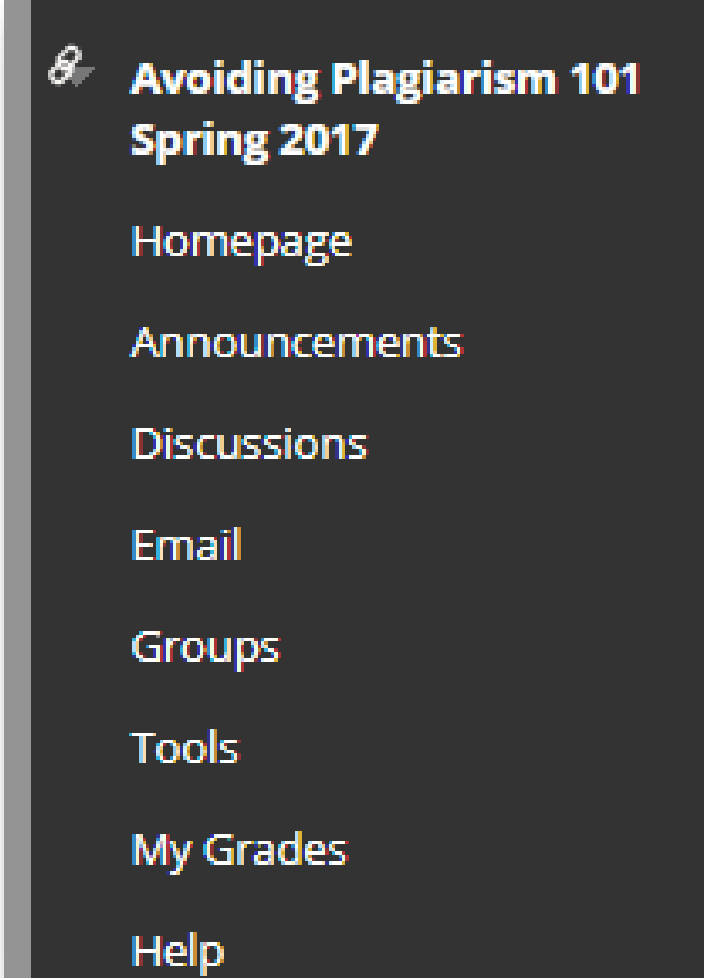 Avoiding Plagiarism 101
Spring 2017
Homepage
Announcements
Discussions
Email
Groups
Tools
My Grades
Help